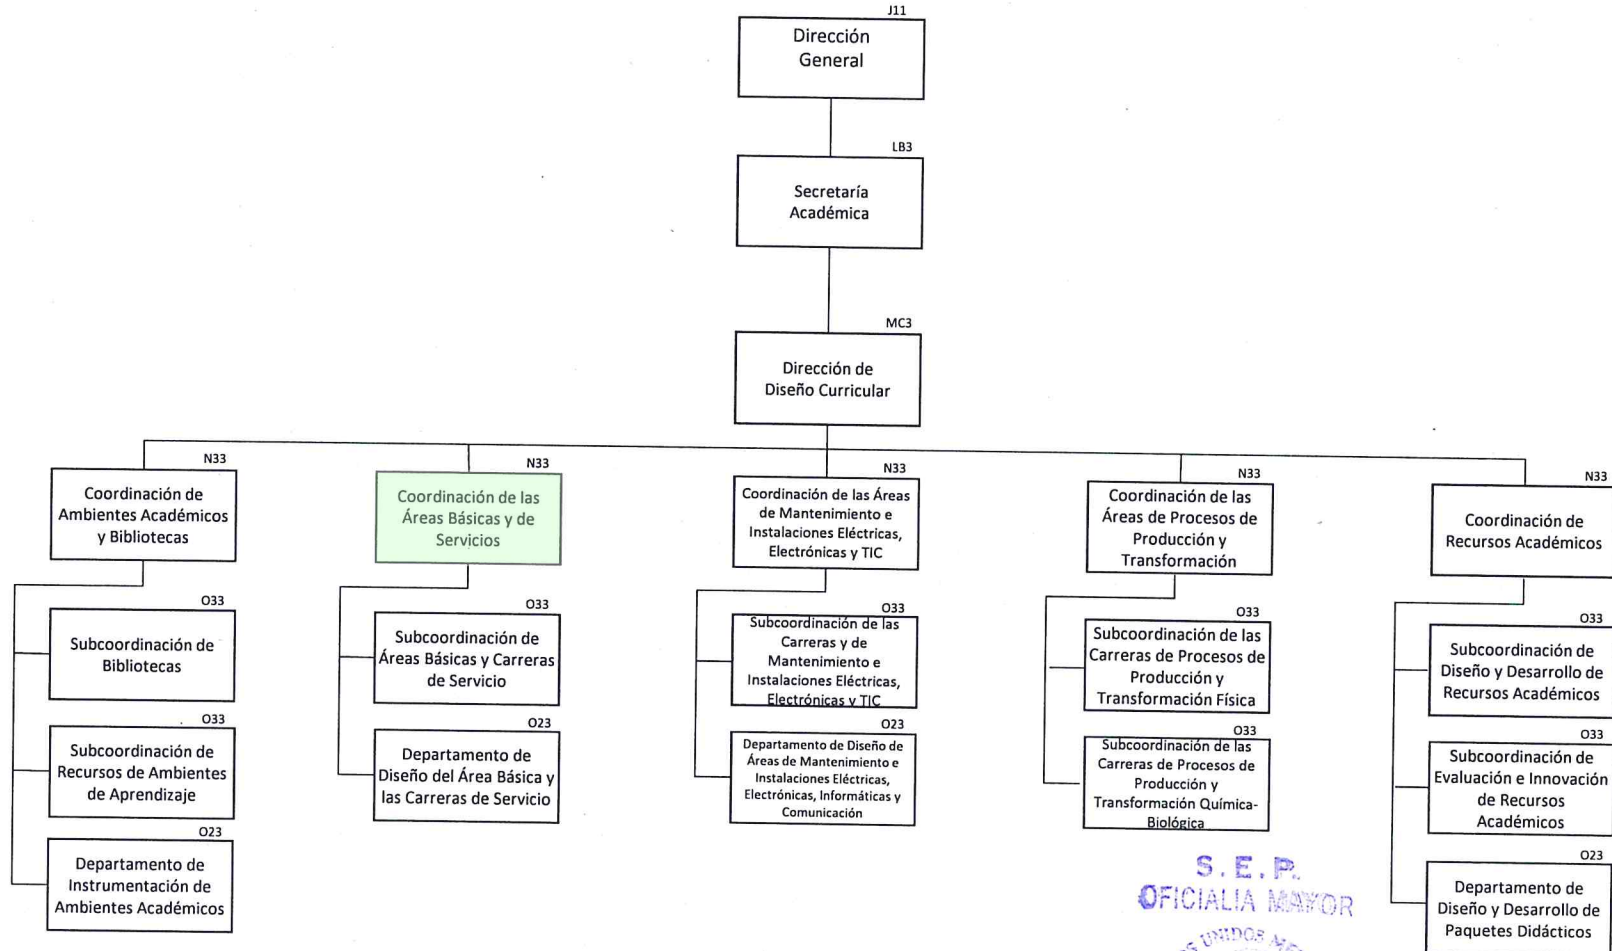 J11
Dirección
General
LB3
Secretaría
Académica
MC3
Dirección de
Diseño Curricular
N33
Coordinación de
Ambientes Académicos
y Bibliotecas
O33
Subcoordinación de
Bibliotecas
O33
Subcoordinación de
Recursos de Ambientes
de Aprendizaje
O23
Departamento de
Instrumentación de
Ambientes Académicos
N33
Coordinación de las
Áreas Básicas y de
Servicios
O33
Subcoordinación de
Áreas Básicas y Carreras
de Servicio
O23
Departamento de
Diseño del Área Básica y
las Carreras de Servicio
N33
Coordinación de las Áreas
de Mantenimiento e
Instalaciones Eléctricas,
Electrónicas y TIC
O33
Subcoordinación de las
Carreras y de
Mantenimiento e
Instalaciones Eléctricas,
Electrónicas y TIC
O23
Departamento de Diseño de
Áreas de Mantenimiento e
Instalaciones Eléctricas,
Electrónicas, Informáticas y
Comunicación
N33
Coordinación de las
Áreas de Procesos de
Producción y
Transformación
O33
Subcoordinación de las
Carreras de Procesos de
Producción y
Transformación Física
O33
Subcoordinación de las
Carreras de Procesos de
Producción y
Transformación Química-
Biológica
N33
Coordinación de
Recursos Académicos
O33
Subcoordinación de
Diseño y Desarrollo de
Recursos Académicos
O33
Subcoordinación de
Evaluación e Innovación
de Recursos
Académicos
O23
Departamento de
Diseño y Desarrollo de
Paquetes Didácticos
S.E.P.
OFICIALIA MAYOR
UNIDOS